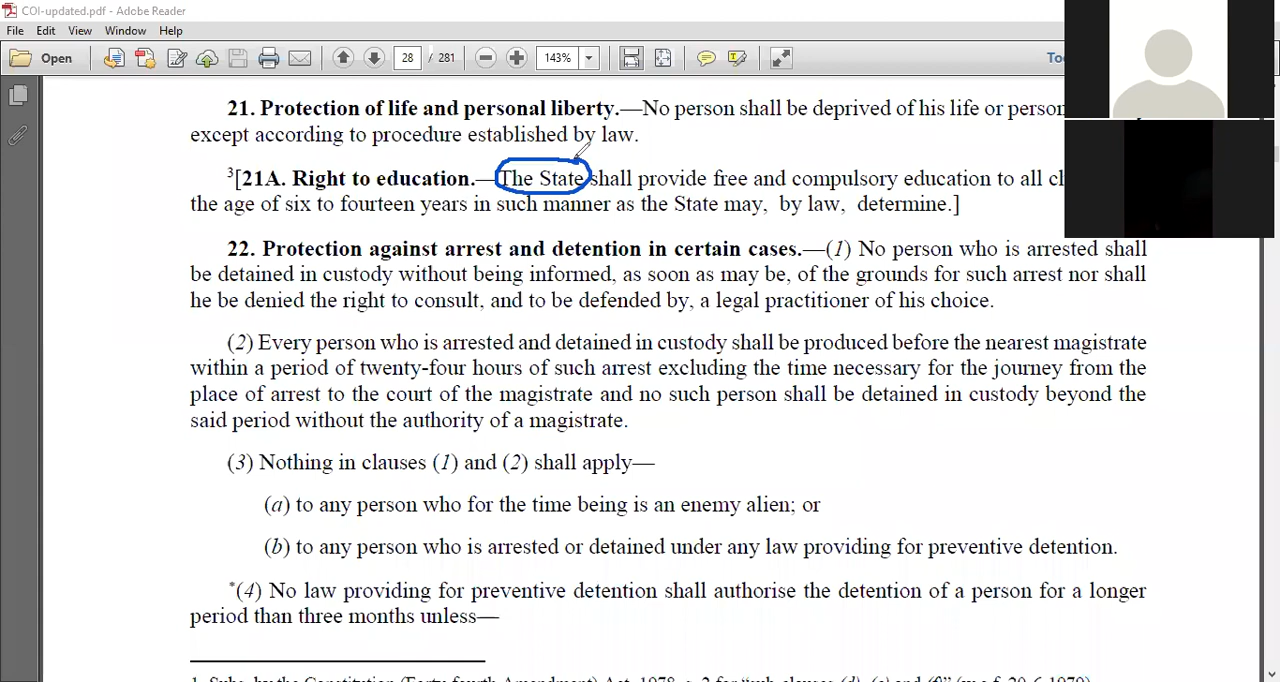 COI-updated.pdf - Adobe Reader
File Edit View Window Help
Open 28 / 281 143%
21. Protection of life and personal liberty.—No person shall be deprived of his life or
except according to procedure established by law.
3[21A. Right to education.—The State shall provide free and compulsory education to all
the age of six to fourteen years in such manner as the State may, by law, determine.]
22. Protection against arrest and detention in certain cases.—(1) No person who is arrested shall
be detained in custody without being informed, as soon as may be, of the grounds for such arrest nor shall
he be denied the right to consult, and to be defended by, a legal practitioner of his choice.
(2) Every person who is arrested and detained in custody shall be produced before the nearest magistrate
within a period of twenty-four hours of such arrest excluding the time necessary for the journey from the
place of arrest to the court of the magistrate and no such person shall be detained in custody beyond the
said period without the authority of a magistrate.
(3) Nothing in clauses (1) and (2) shall apply—
(a) to any person who for the time being is an enemy alien; or
(b) to any person who is arrested or detained under any law providing for preventive detention.
*(4) No law providing for preventive detention shall authorise the detention of a person for a longer
period than three months unless—